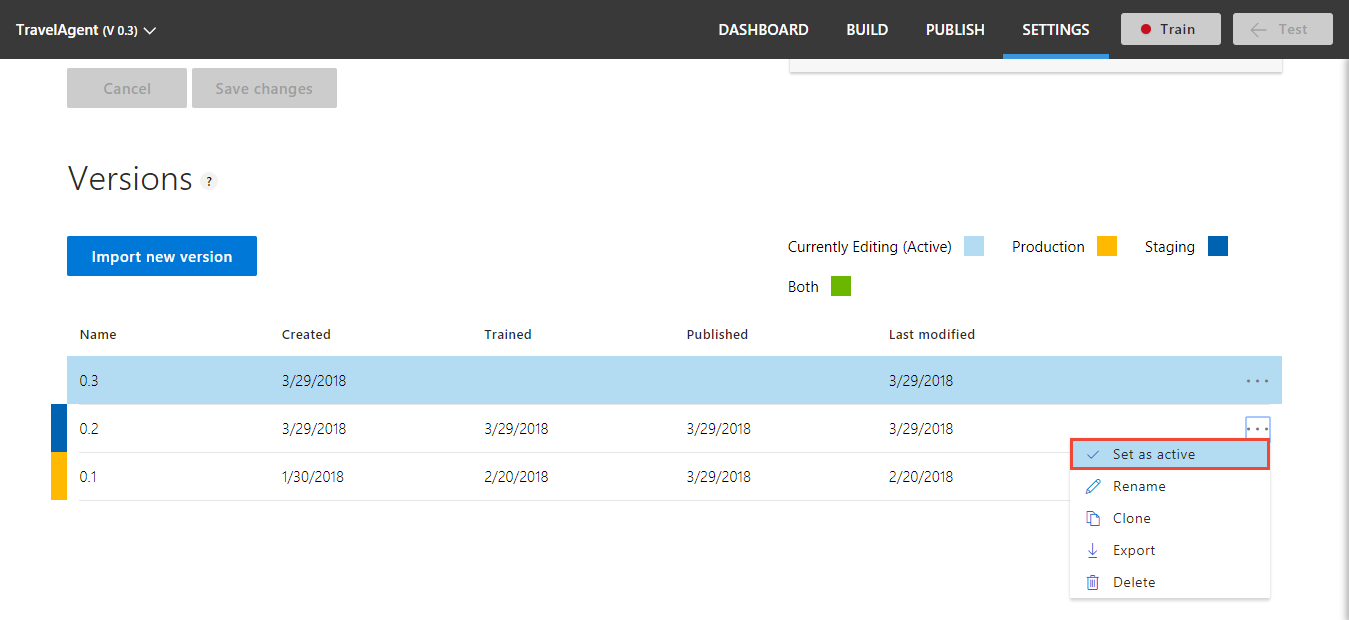 TravelAgent (V 0.3) DASHBOARD BUILD PUBLISH SETTINGS Train Test
Cancel Save changes
Versions ?
Import new version
Currently Editing (Active) Production Staging
Both
Name Created Trained Published Last modified
0.3 3/29/2018 3/29/2018 ...
0.2 3/29/2018 3/29/2018 3/29/2018 3/29/2018 ...
0.1 1/30/2018 2/20/2018 3/29/2018 2/20/2018
Set as active
Rename
Clone
Export
Delete